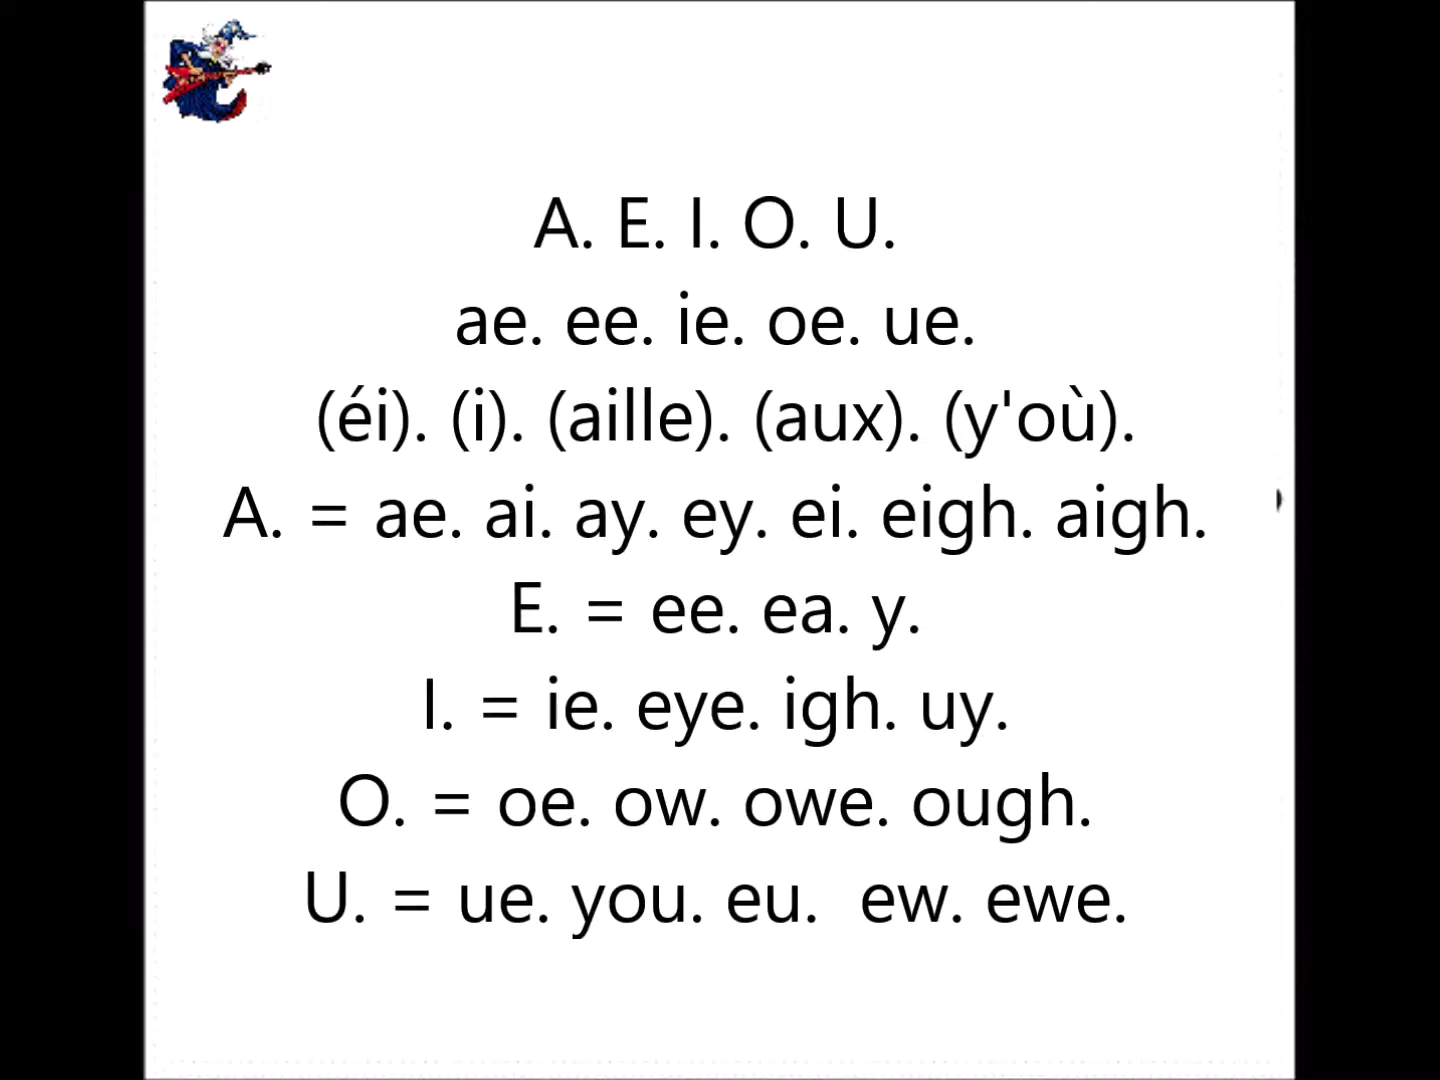 A. E. I. O. U.
ae. ee. ie. oe. ue.
(éi). (i). (aille). (aux). (y'où).
A. = ae. ai. ay. ey. ei. eigh. aigh.
E. = ee. ea. y.
I. = ie. eye. igh. uy.
O. = oe. ow. owe. ough.
U. = ue. you. eu.  ew. ewe.